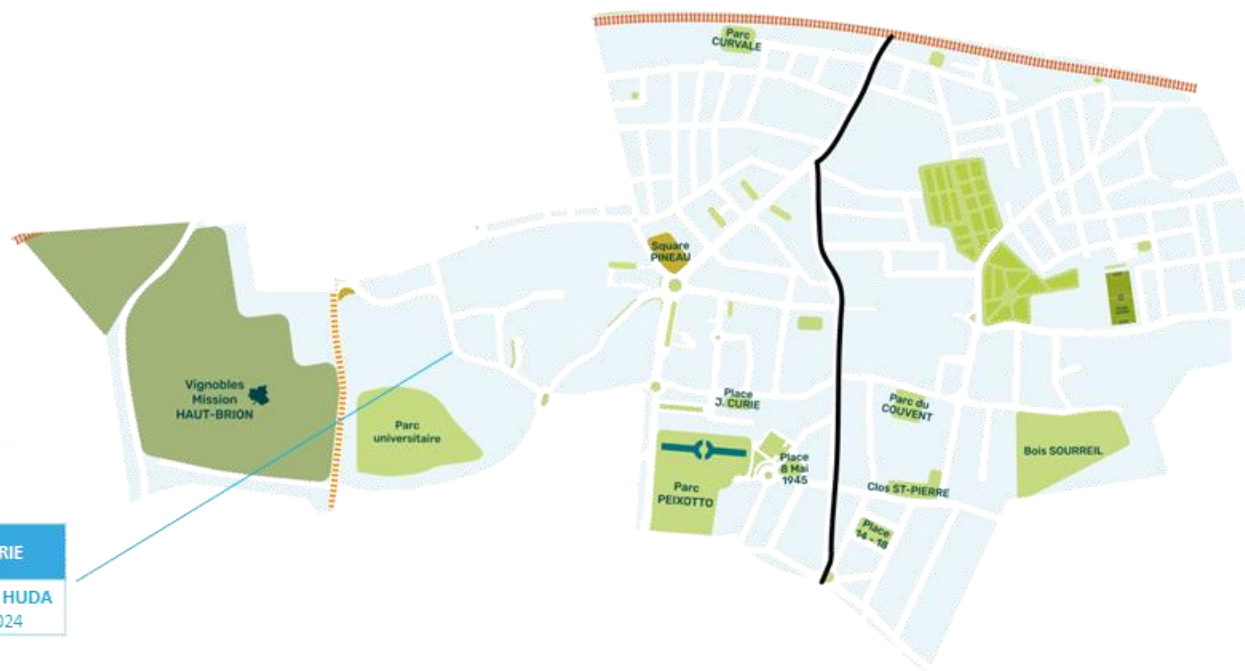 Parc
CURVALE
Square
PINEAU
Vignobles
Mission
HAUT-BRION
Parc
universitaire
Place
J. CURIE
Parc du
COUVENT
Bois SOURREIL
Place
8 Mai
1945
Parc
PEIXOTTO
Clos ST-PIERRE
Place
14 - 18
RIE
HUDA
024